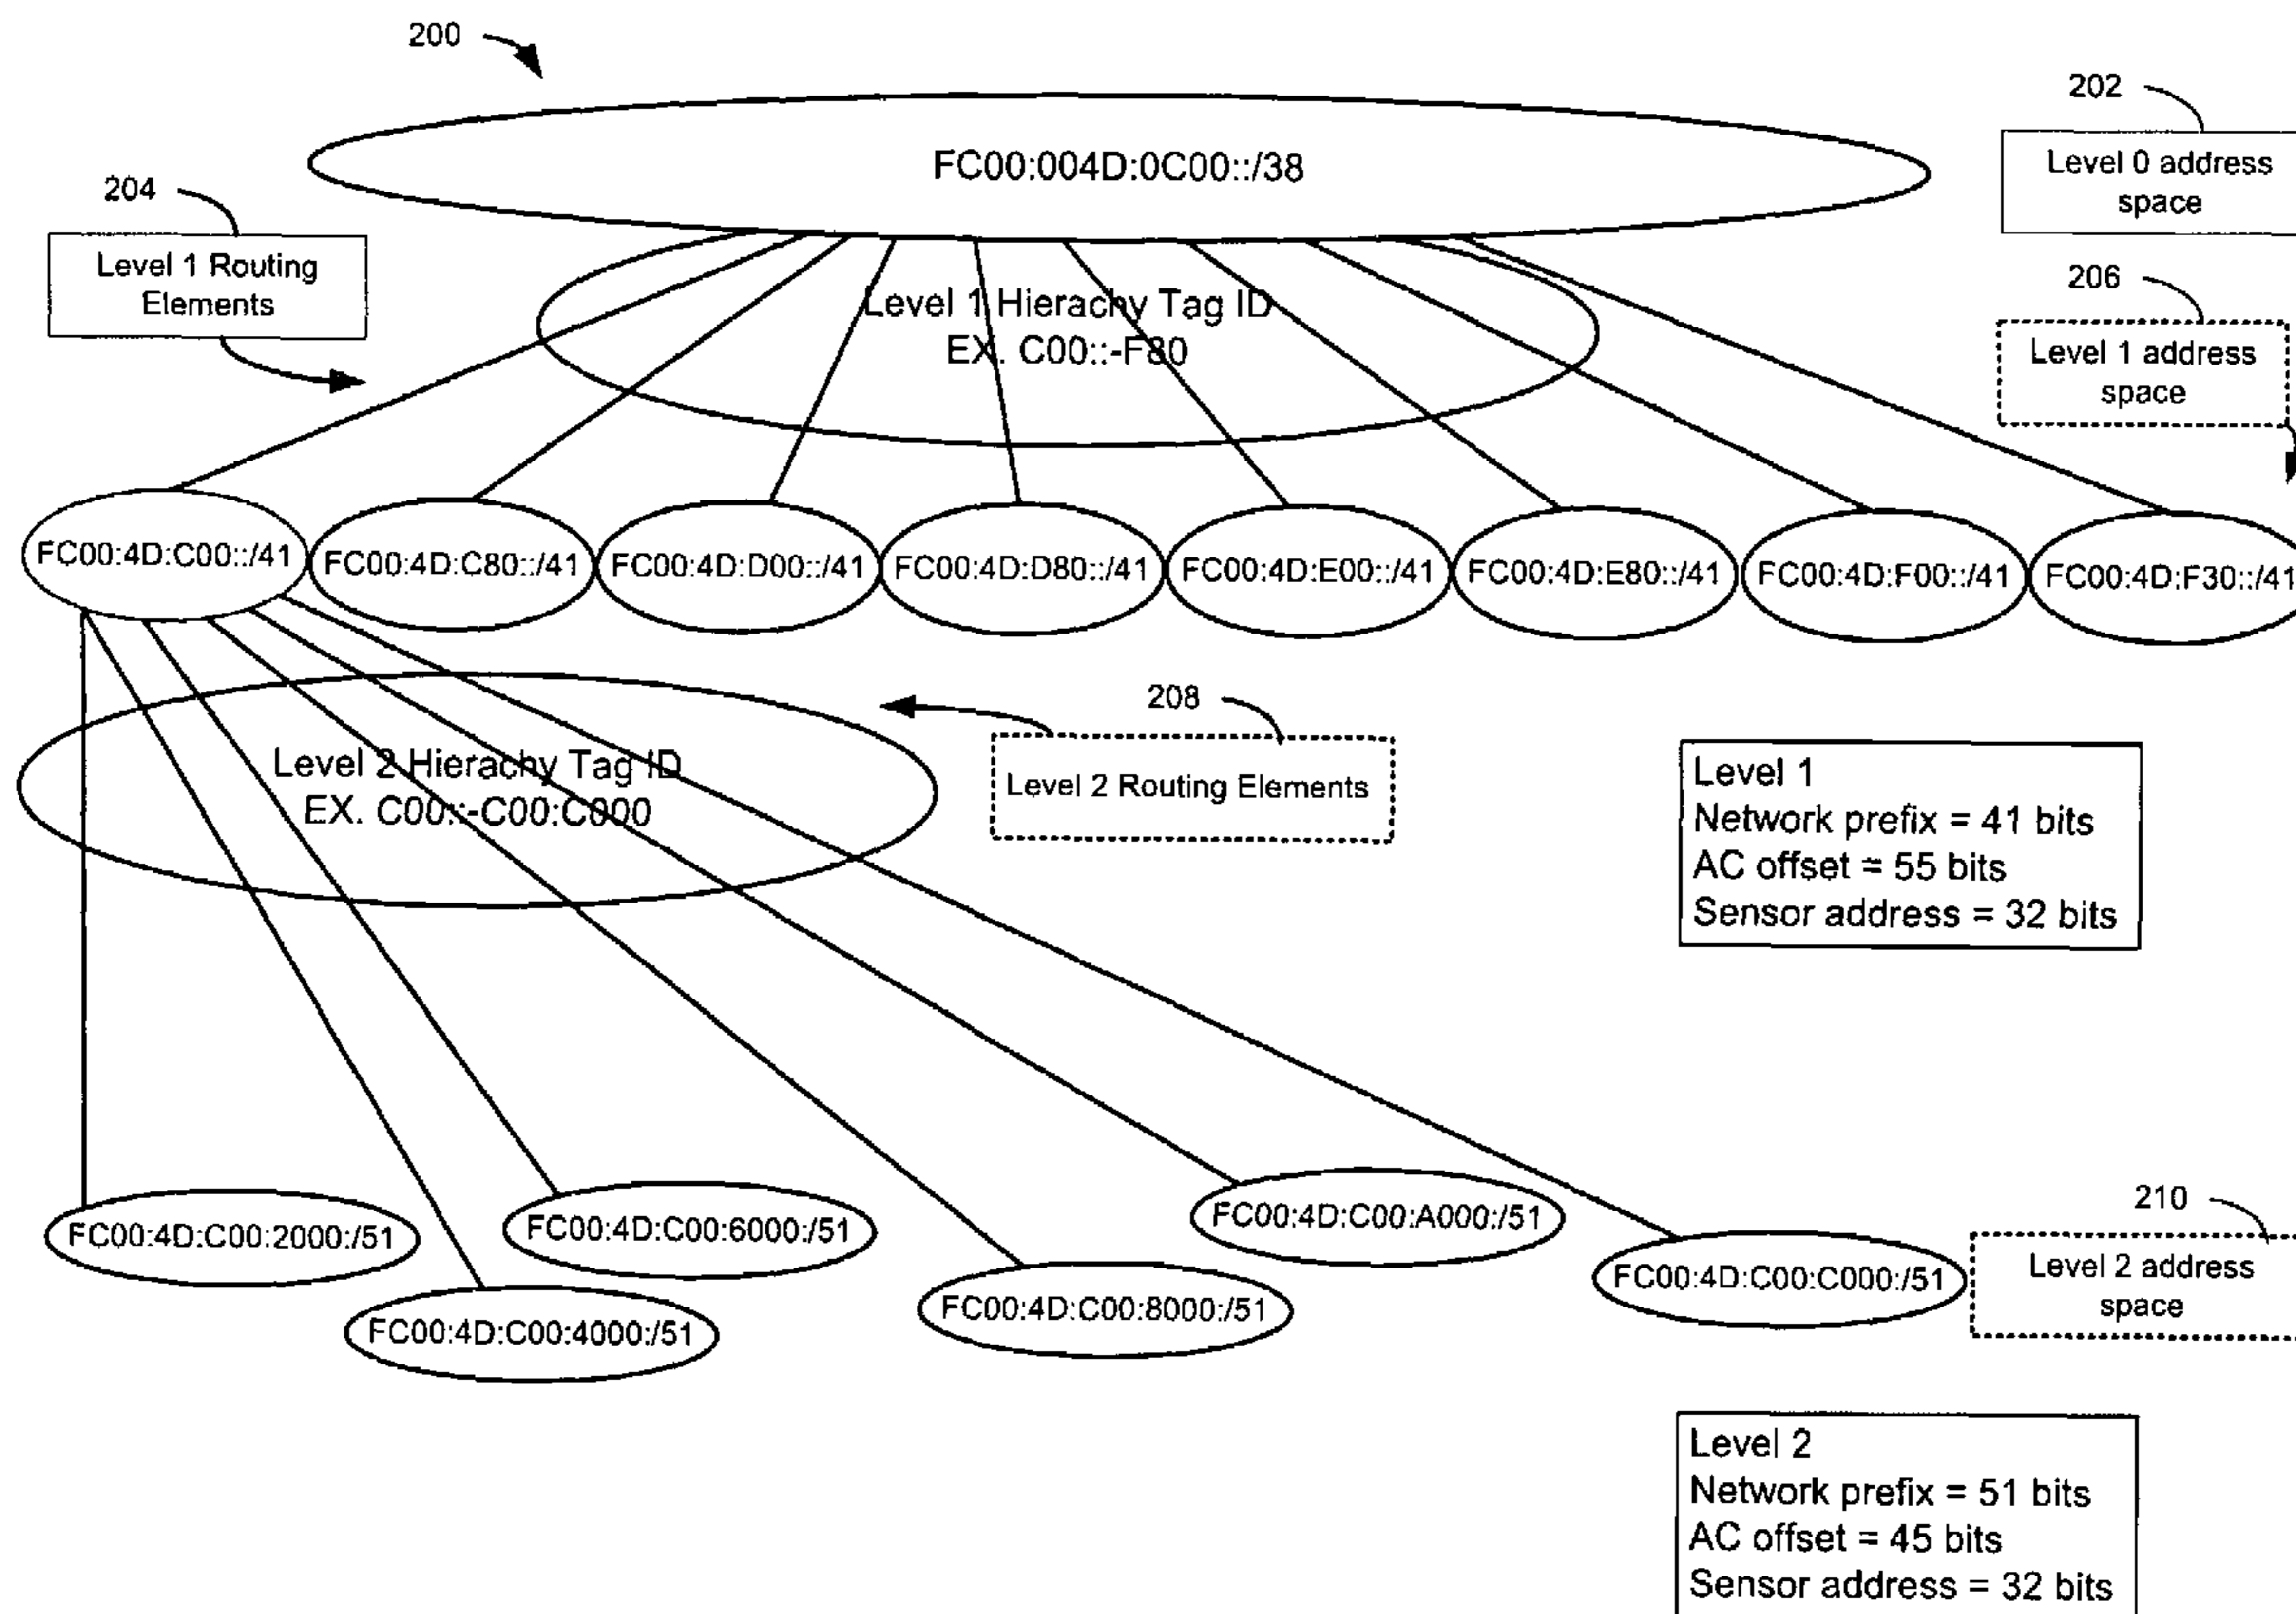 200
202
FC00:004D:0C00::/38
Level 0 address
space
204
Level 1 Routing
Elements
206
Level 1 Hierachy Tag ID
EX. C00::-F80
Level 1 address
space
FC00:4D:C00::/41
FC00:4D:C80::/41
FC00:4D:D00::/41
FC00:4D:D80::/41
FC00:4D:E00::/41
FC00:4D:E80::/41
FC00:4D:F00::/41
FC00:4D:F30::/41
208
Level 2 Hierachy Tag ID
EX. C00::-C00:C000
Level 2 Routing Elements
Level 1
Network prefix = 41 bits
AC offset = 55 bits
Sensor address = 32 bits
FC00:4D:C00:2000:/51
FC00:4D:C00:6000:/51
FC00:4D:C00:A000:/51
210
FC00:4D:C00:4000:/51
FC00:4D:C00:8000:/51
FC00:4D:C00:C000:/51
Level 2 address
space
Level 2
Network prefix = 51 bits
AC offset = 45 bits
Sensor address = 32 bits